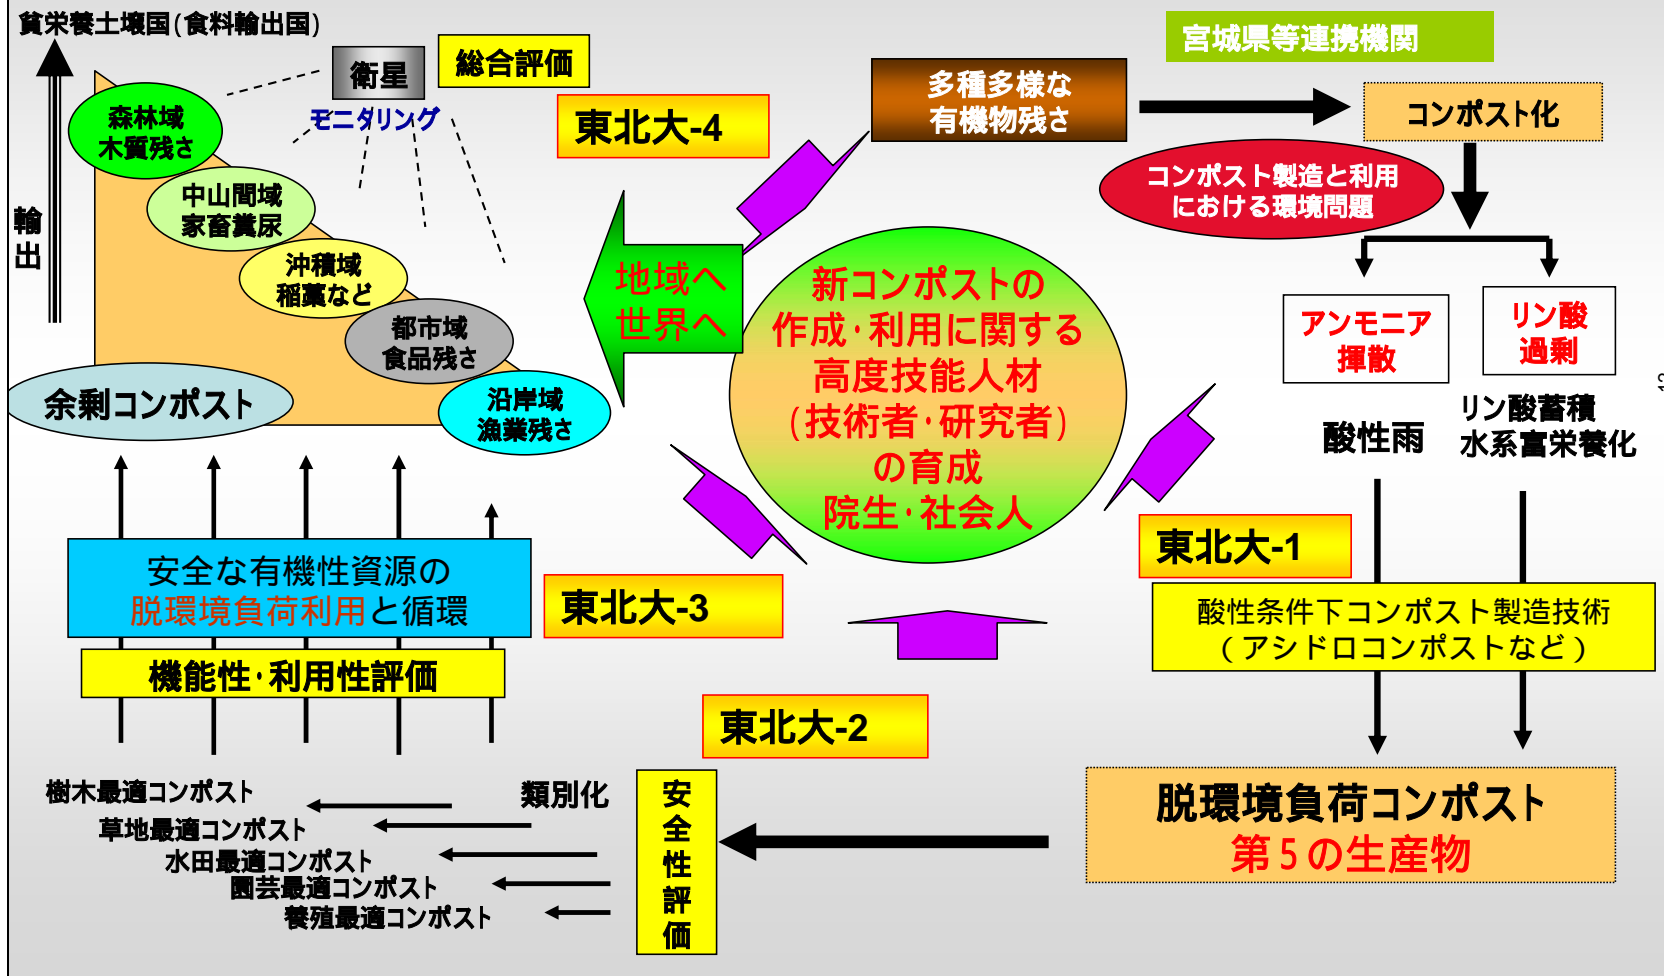 貧栄養土壌国(食料輸出国)
輸
出
衛星
モニタリング
総合評価
森林域
木質残さ
中山間域
家畜糞尿
沖積域
稲藁など
都市域
食品残さ
沿岸域
漁業残さ
余剰コンポスト
東北大-4
多種多様な
有機物残さ
宮城県等連携機関
コンポスト化
コンポスト製造と利用
における環境問題
地域へ
世界へ
新コンポストの
作成・利用に関する
高度技能人材
(技術者・研究者)
の育成
院生・社会人
アンモニア
揮散
リン酸
過剰
酸性雨
リン酸蓄積
水系富栄養化
東北大-1
酸性条件下コンポスト製造技術
(アシドロコンポストなど)
安全な有機性資源の
脱環境負荷利用と循環
東北大-3
機能性・利用性評価
東北大-2
脱環境負荷コンポスト
第5の生産物
安
全
性
評
価
類別化
樹木最適コンポスト
草地最適コンポスト
水田最適コンポスト
園芸最適コンポスト
養殖最適コンポスト